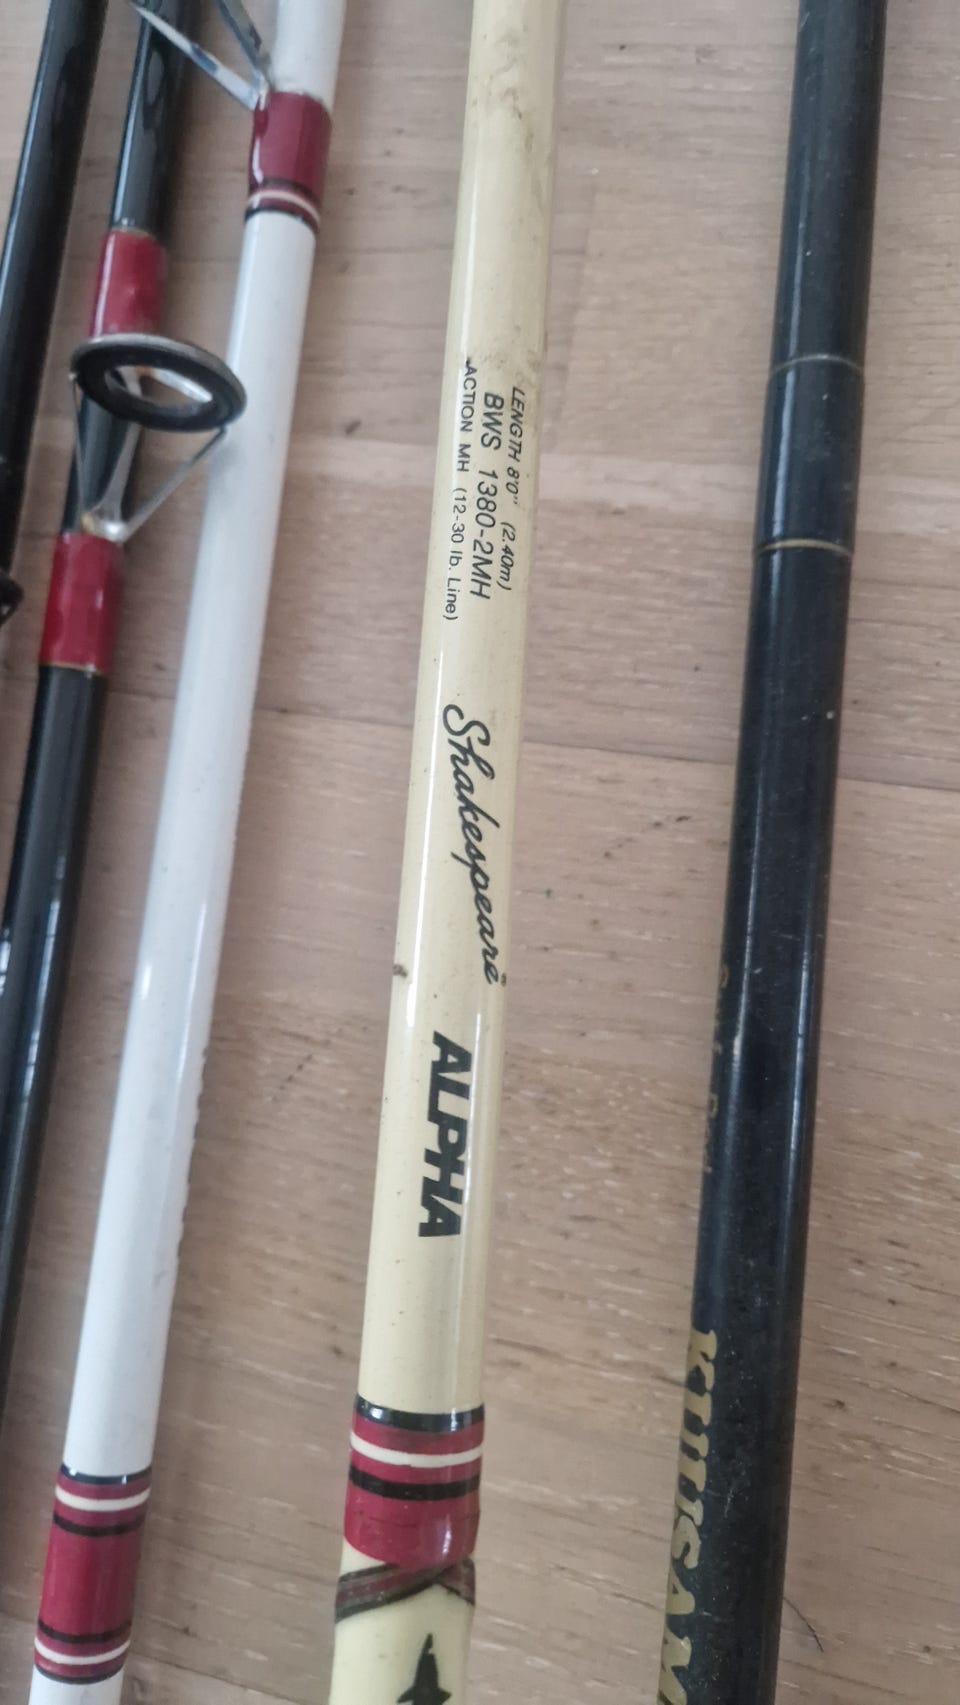 LENGTH 8'0" (2.40m)
BWS 1380-2MH
ACTION MH (12-30 lb. Line)
Shakespeare
ALPHA